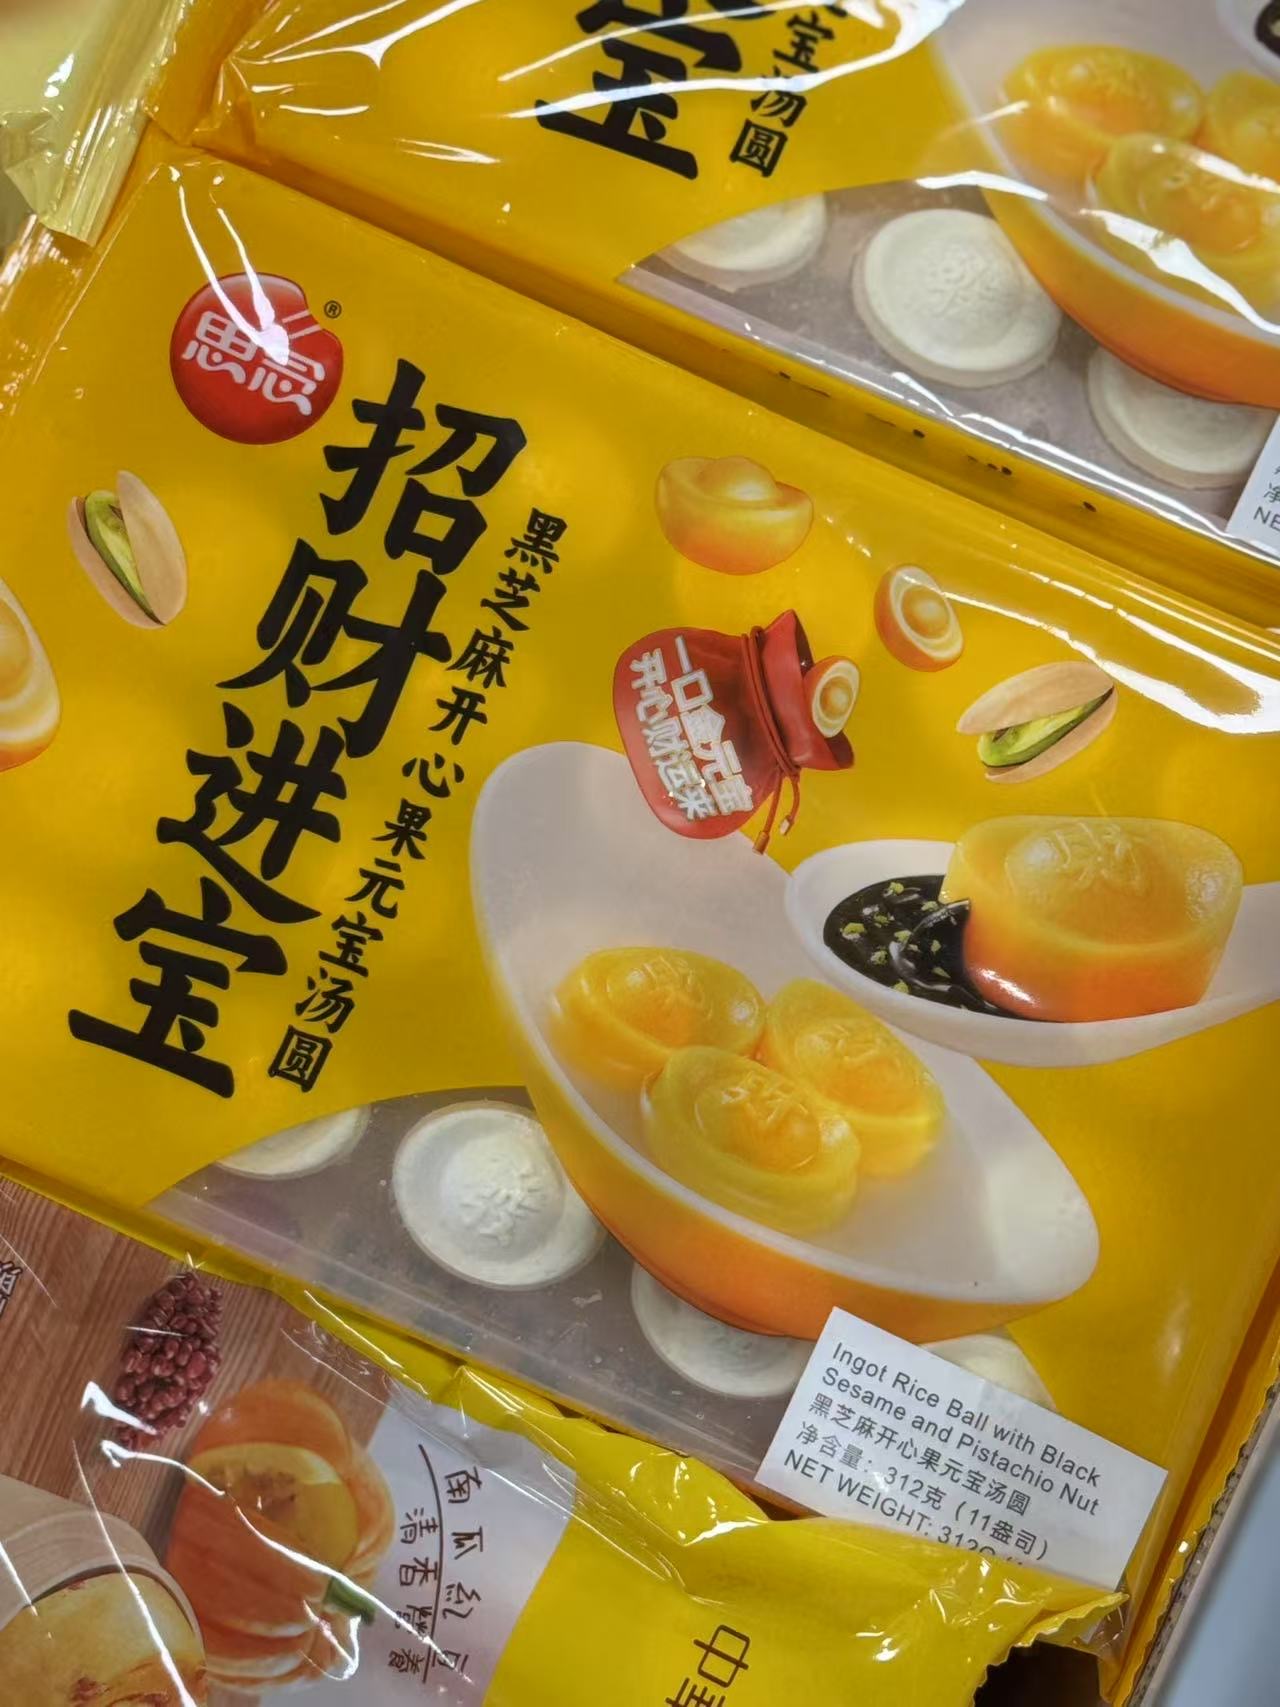 宝
宝汤圆
思念
®
招财进宝
黑芝麻开心果元宝汤圆
一口金元宝
开心财运来
Ingot Rice Ball with Black
Sesame and Pistachio Nut
黑芝麻开心果元宝汤圆
净含量：312克（11盎司）
NET WEIGHT: 312G
净
NE
南瓜红豆
清香